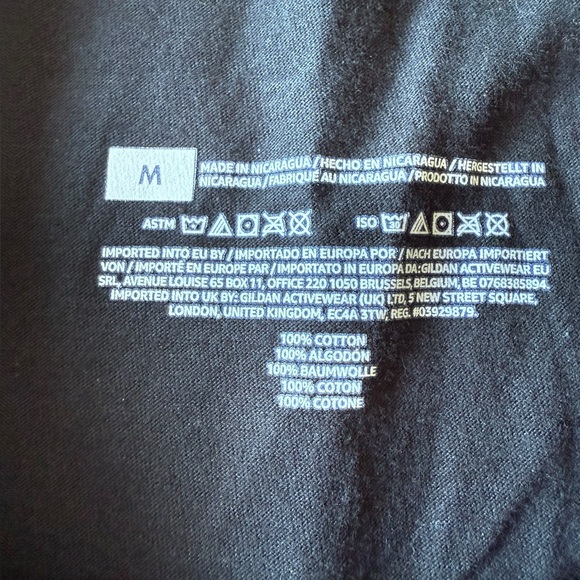 M
MADE IN NICARAGUA / HECHO EN NICARAGUA / HERGESTELLT IN
NICARAGUA / FABRIQUÉ AU NICARAGUA / PRODOTTO IN NICARAGUA
ASTM ISO
IMPORTED INTO EU BY / IMPORTADO EN EUROPA POR / NACH EUROPA IMPORTIERT
VON / IMPORTÉ EN EUROPE PAR / IMPORTATO IN EUROPA DA: GILDAN ACTIVEWEAR EU
SRL, AVENUE LOUISE 65 BOX 11, OFFICE 220 1050 BRUSSELS, BELGIUM, BE 0768385894.
IMPORTED INTO UK BY: GILDAN ACTIVEWEAR (UK) LTD, 5 NEW STREET SQUARE,
LONDON, UNITED KINGDOM, EC4A 3TW, REG. #03929879.
100% COTTON
100% ALGODÓN
100% BAUMWOLLE
100% COTON
100% COTONE